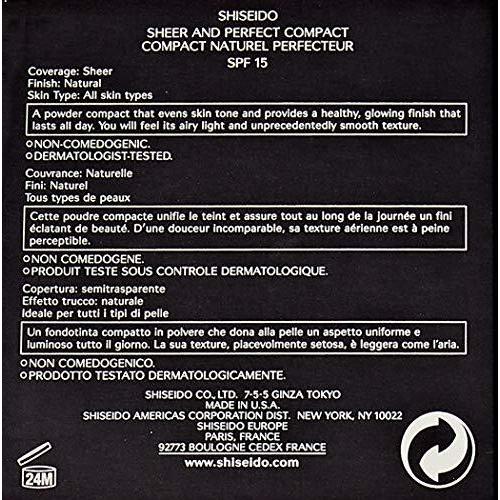 SHISEIDO
SHEER AND PERFECT COMPACT
COMPACT NATUREL PERFECTEUR
SPF 15
Coverage: Sheer
Finish: Natural
Skin Type: All skin types
A powder compact that evens skin tone and provides a healthy, glowing finish that
lasts all day. You will feel its airy light and unprecedentedly smooth texture.
○NON-COMEDOGENIC.
○DERMATOLOGIST-TESTED.
Couvrance: Naturelle
Fini: Naturel
Tous types de peaux
Cette poudre compacte unifie le teint et assure tout au long de la journée un fini
éclatant de beauté. D'une douceur incomparable, sa texture aérienne est à peine
perceptible.
○NON COMEDOGENE.
○PRODUIT TESTE SOUS CONTROLE DERMATOLOGIQUE.
Copertura: semitrasparente
Effetto trucco: naturale
Ideale per tutti i tipi di pelle
Un fondotinta compatto in polvere che dona alla pelle un aspetto uniforme e
luminoso tutto il giorno. La sua texture, piacevolmente setosa, è leggera come l'aria.
○NON COMEDOGENICO.
○PRODOTTO TESTATO DERMATOLOGICAMENTE.
SHISEIDO CO., LTD. 7-5-5 GINZA TOKYO
MADE IN U.S.A.
SHISEIDO AMERICAS CORPORATION DIST. NEW YORK, NY 10022
SHISEIDO EUROPE
PARIS, FRANCE
92773 BOULOGNE CEDEX FRANCE
www.shiseido.com
24M